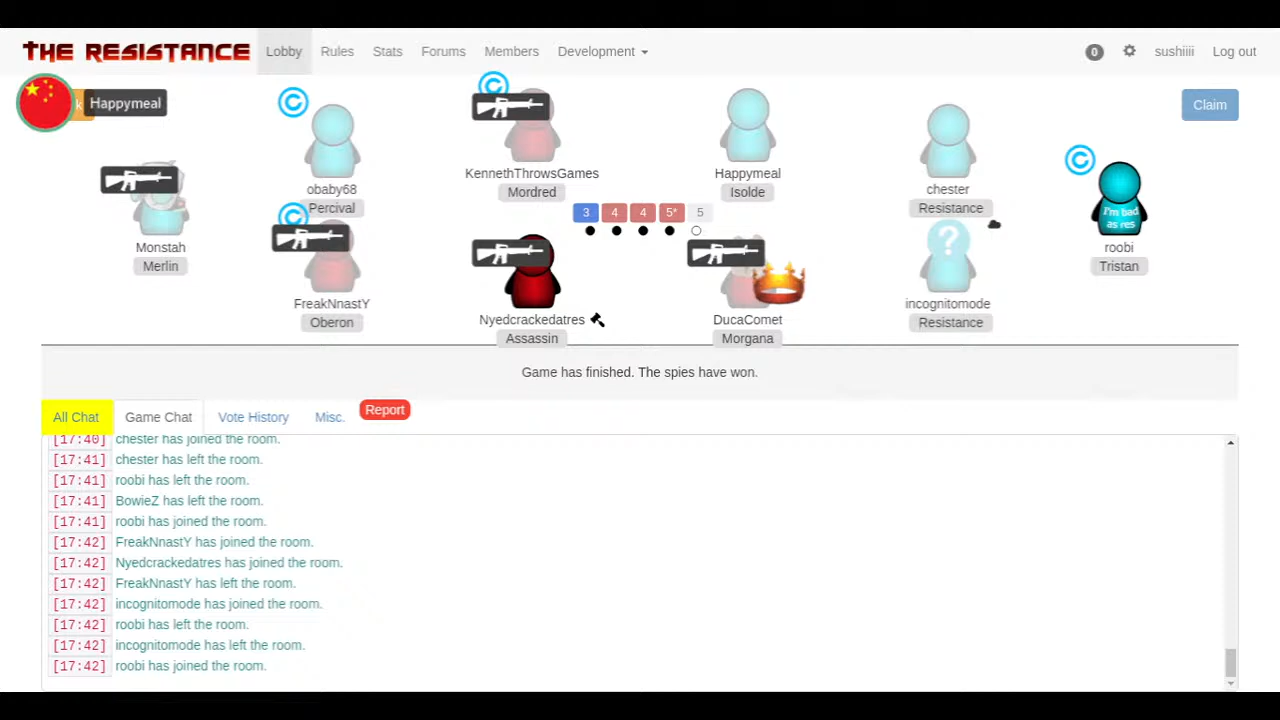 THE RESISTANCE Lobby Rules Stats Forums Members Development 0 sushiiii Log out
k Happymeal Claim
KennethThrowsGames
Mordred
Happymeal
Isolde
obaby68
Percival
chester
Resistance
I'm bad
as res
roobi
Tristan
Monstah
Merlin
3 4 4 5* 5
?
FreakNnastY
Oberon
Nyedcrackedatres
Assassin
DucaComet
Morgana
incognitomode
Resistance
Game has finished. The spies have won.
All Chat Game Chat Vote History Misc. Report
[17:40] chester has joined the room.
[17:41] chester has left the room.
[17:41] roobi has left the room.
[17:41] BowieZ has left the room.
[17:41] roobi has joined the room.
[17:42] FreakNnastY has joined the room.
[17:42] Nyedcrackedatres has joined the room.
[17:42] FreakNnastY has left the room.
[17:42] incognitomode has joined the room.
[17:42] roobi has left the room.
[17:42] incognitomode has left the room.
[17:42] roobi has joined the room.